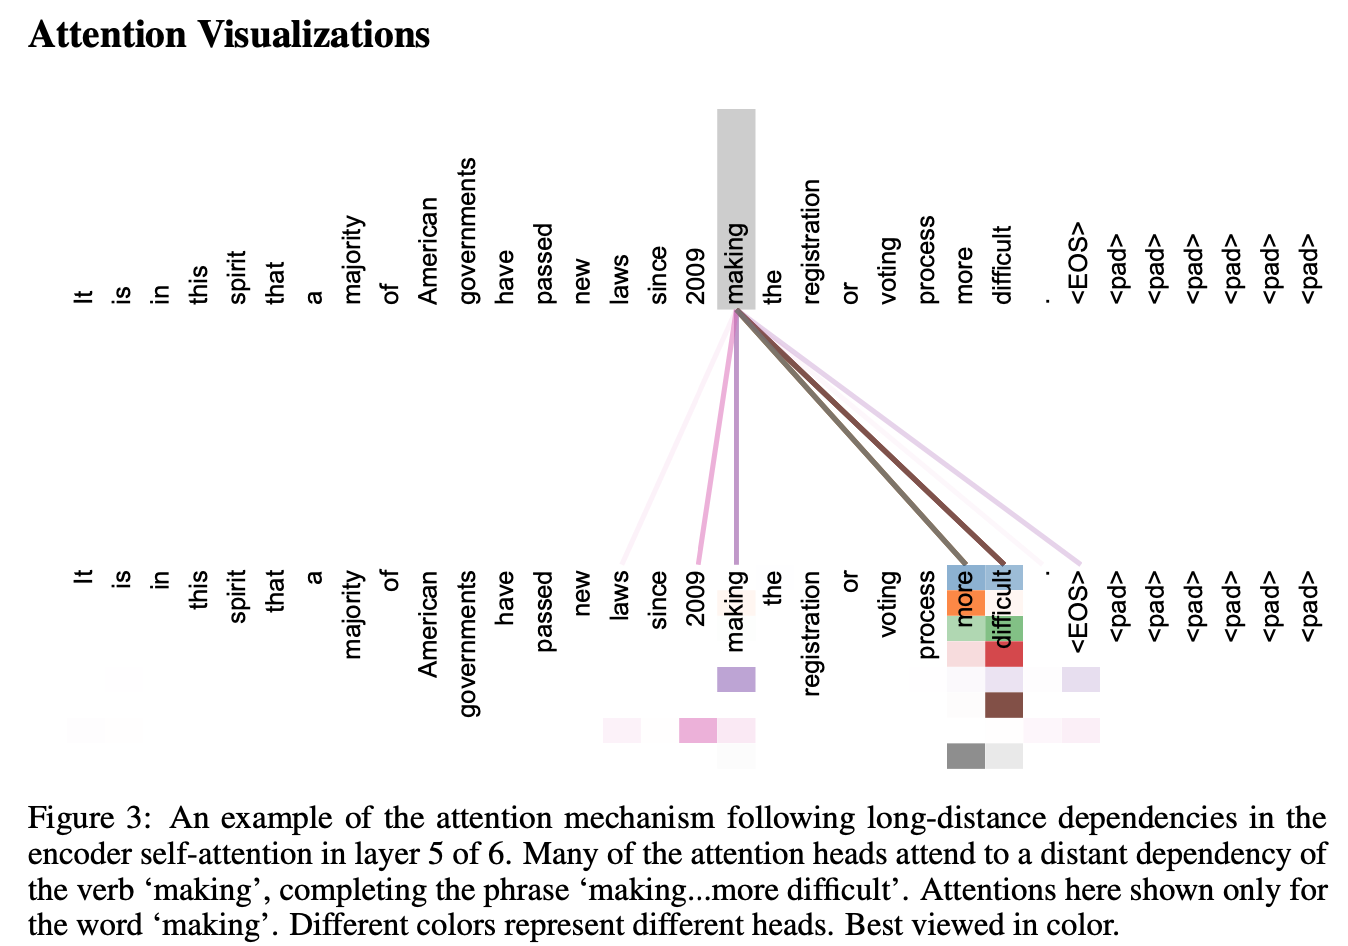 Attention Visualizations
It is in this spirit that a majority of American governments have passed new laws since 2009 making the registration or voting process more difficult . <EOS> <pad> <pad> <pad> <pad> <pad> <pad>
It is in this spirit that a majority of American governments have passed new laws since 2009 making the registration or voting process more difficult . <EOS> <pad> <pad> <pad> <pad> <pad> <pad>
Figure 3: An example of the attention mechanism following long-distance dependencies in the
encoder self-attention in layer 5 of 6. Many of the attention heads attend to a distant dependency of
the verb ‘making’, completing the phrase ‘making...more difficult’. Attentions here shown only for
the word ‘making’. Different colors represent different heads. Best viewed in color.